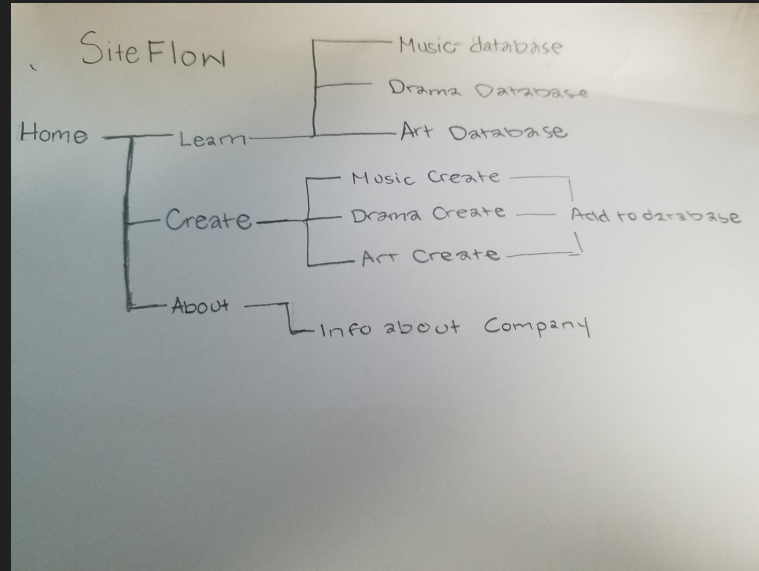 Site Flow
Music database
Drama Database
Home Learn Art Database
Music Create
Create Drama Create Add to database
Art Create
About
Info about Company